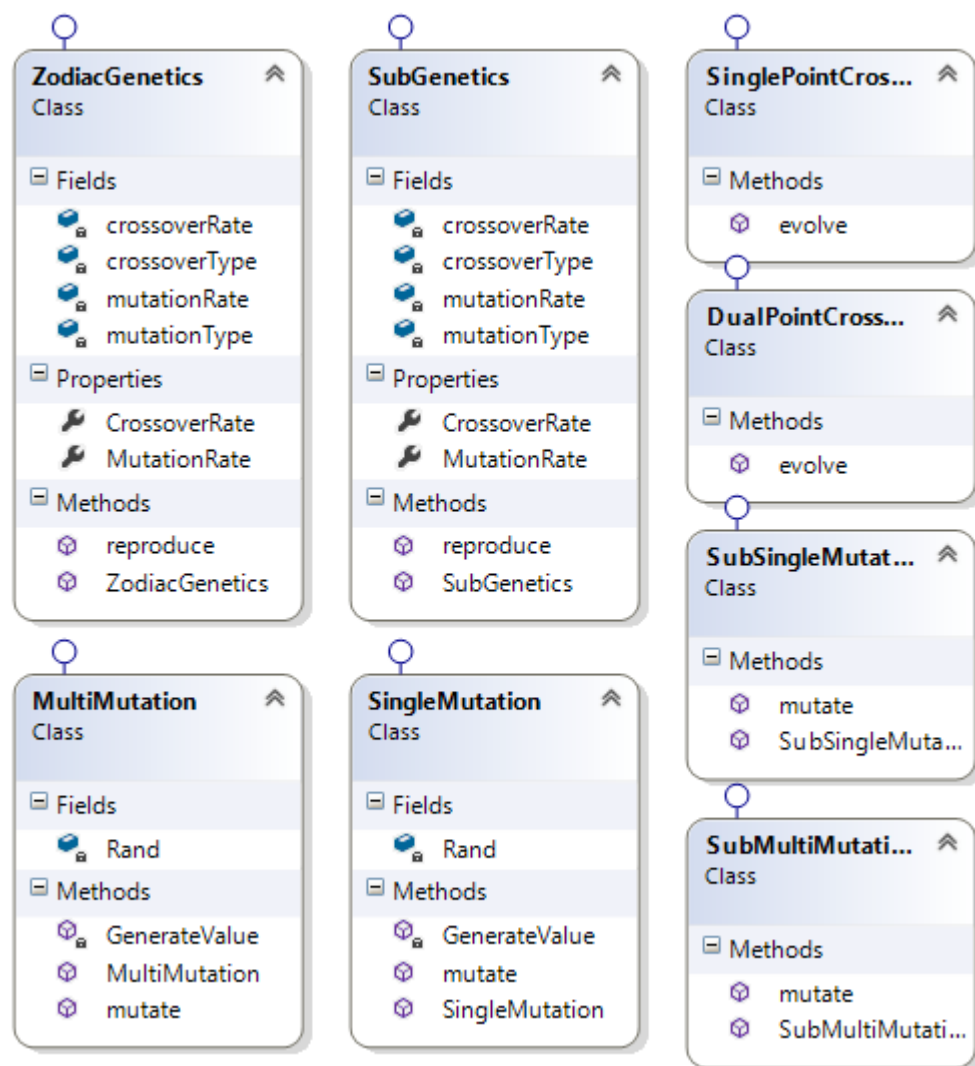 ZodiacGenetics
Class
Fields
crossoverRate
crossoverType
mutationRate
mutationType
Properties
CrossoverRate
MutationRate
Methods
reproduce
ZodiacGenetics
SubGenetics
Class
Fields
crossoverRate
crossoverType
mutationRate
mutationType
Properties
CrossoverRate
MutationRate
Methods
reproduce
SubGenetics
SinglePointCros...
Class
Methods
evolve
DualPointCross...
Class
Methods
evolve
SubSingleMutat...
Class
Methods
mutate
SubSingleMuta...
MultiMutation
Class
Fields
Rand
Methods
GenerateValue
MultiMutation
mutate
SingleMutation
Class
Fields
Rand
Methods
GenerateValue
mutate
SingleMutation
SubMultiMutati...
Class
Methods
mutate
SubMultiMutati...